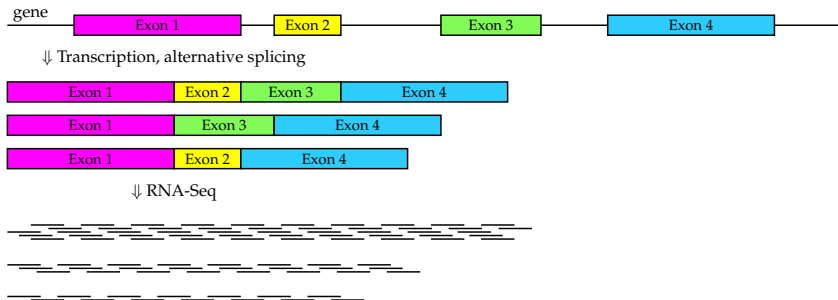 gene
Exon 1 Exon 2 Exon 3 Exon 4
⇓ Transcription, alternative splicing
Exon 1 Exon 2 Exon 3 Exon 4
Exon 1 Exon 3 Exon 4
Exon 1 Exon 2 Exon 4
⇓ RNA-Seq